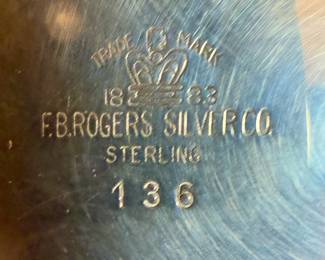 TRADE MARK
18 83
F.B.ROGERS SILVER CO.
STERLING
136